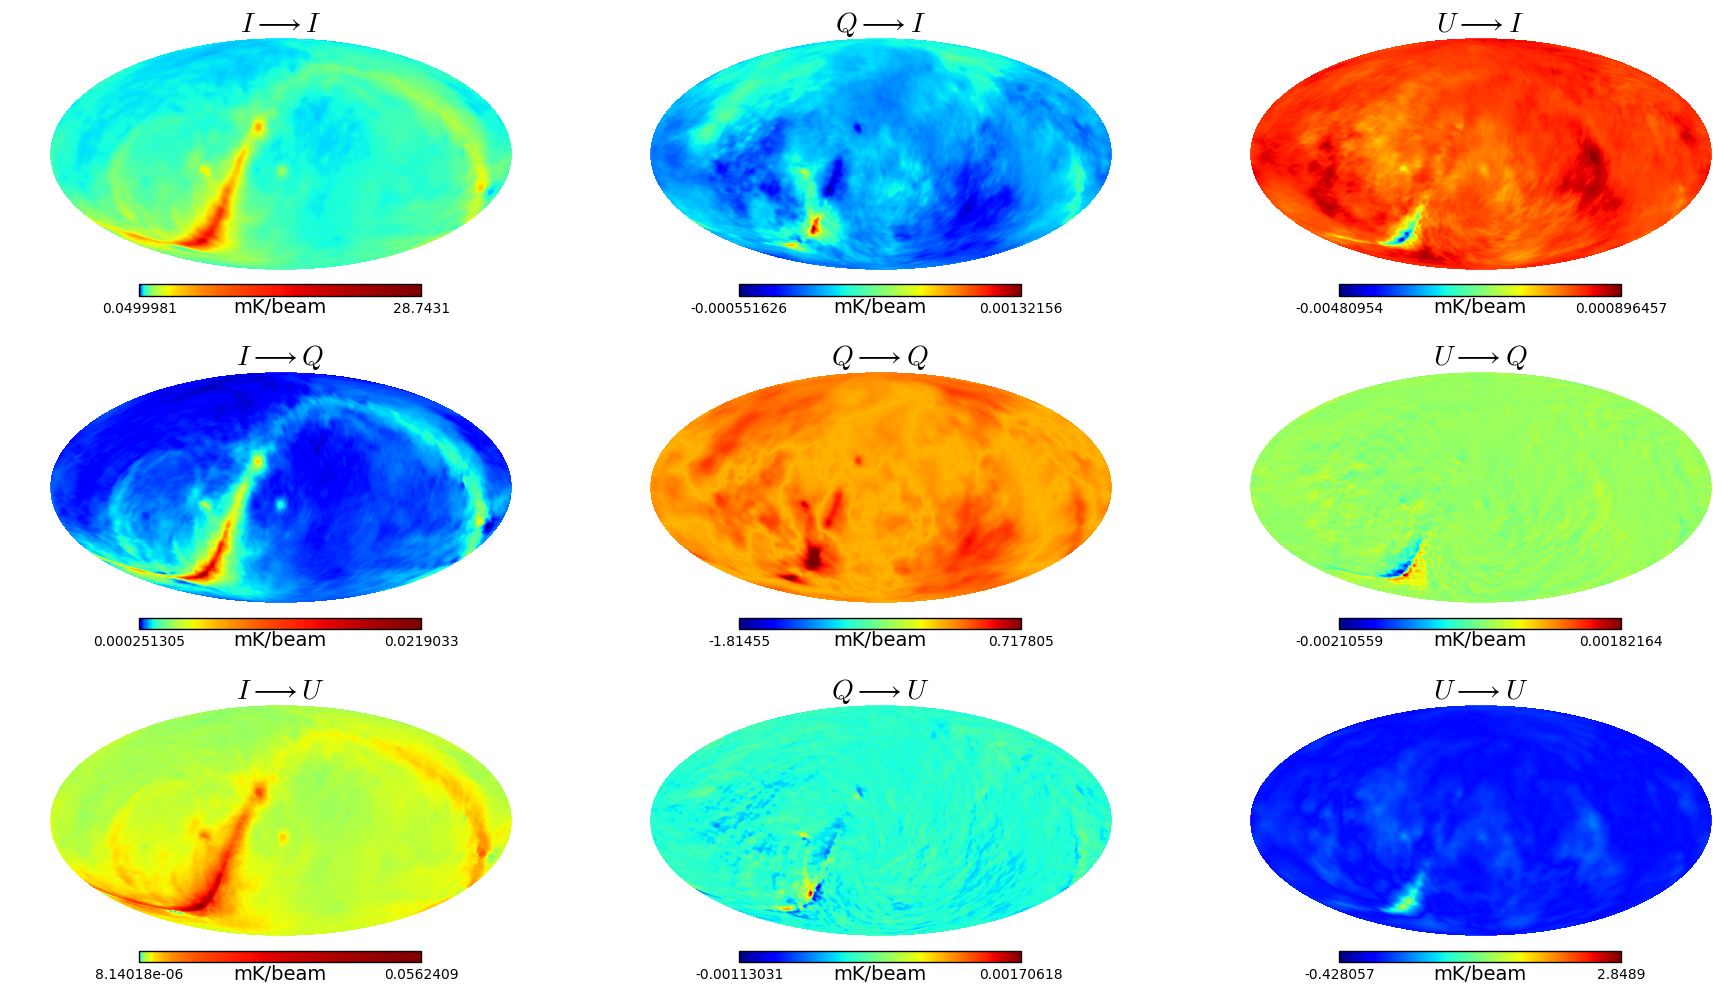 I ⟶ I
Q ⟶ I
U ⟶ I
0.0499981 mK/beam 28.7431
-0.000551626 mK/beam 0.00132156
-0.00480954 mK/beam 0.000896457
I ⟶ Q
Q ⟶ Q
U ⟶ Q
0.000251305 mK/beam 0.0219033
-1.81455 mK/beam 0.717805
-0.00210559 mK/beam 0.00182164
I ⟶ U
Q ⟶ U
U ⟶ U
8.14018e-06 mK/beam 0.0562409
-0.00113031 mK/beam 0.00170618
-0.428057 mK/beam 2.8489